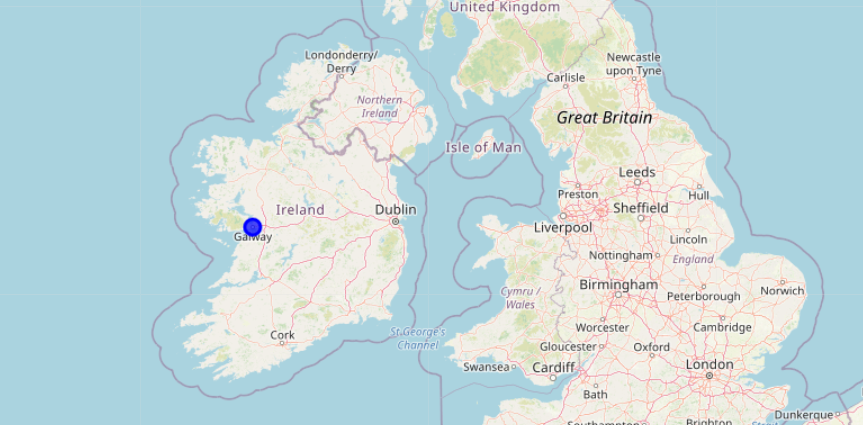 United Kingdom
Londonderry/
Derry
Newcastle
upon Tyne
Carlisle
Northern
Ireland
Great Britain
Isle of Man
Leeds
Preston
Hull
Ireland
Dublin
Sheffield
Liverpool
Galway
Lincoln
Nottingham
England
Birmingham
Cymru /
Wales
Peterborough
Norwich
Worcester
Cambridge
Cork
St George's
Channel
Gloucester
Oxford
Swansea
Cardiff
London
Bath
Dunkerque
Southampton
Brighton